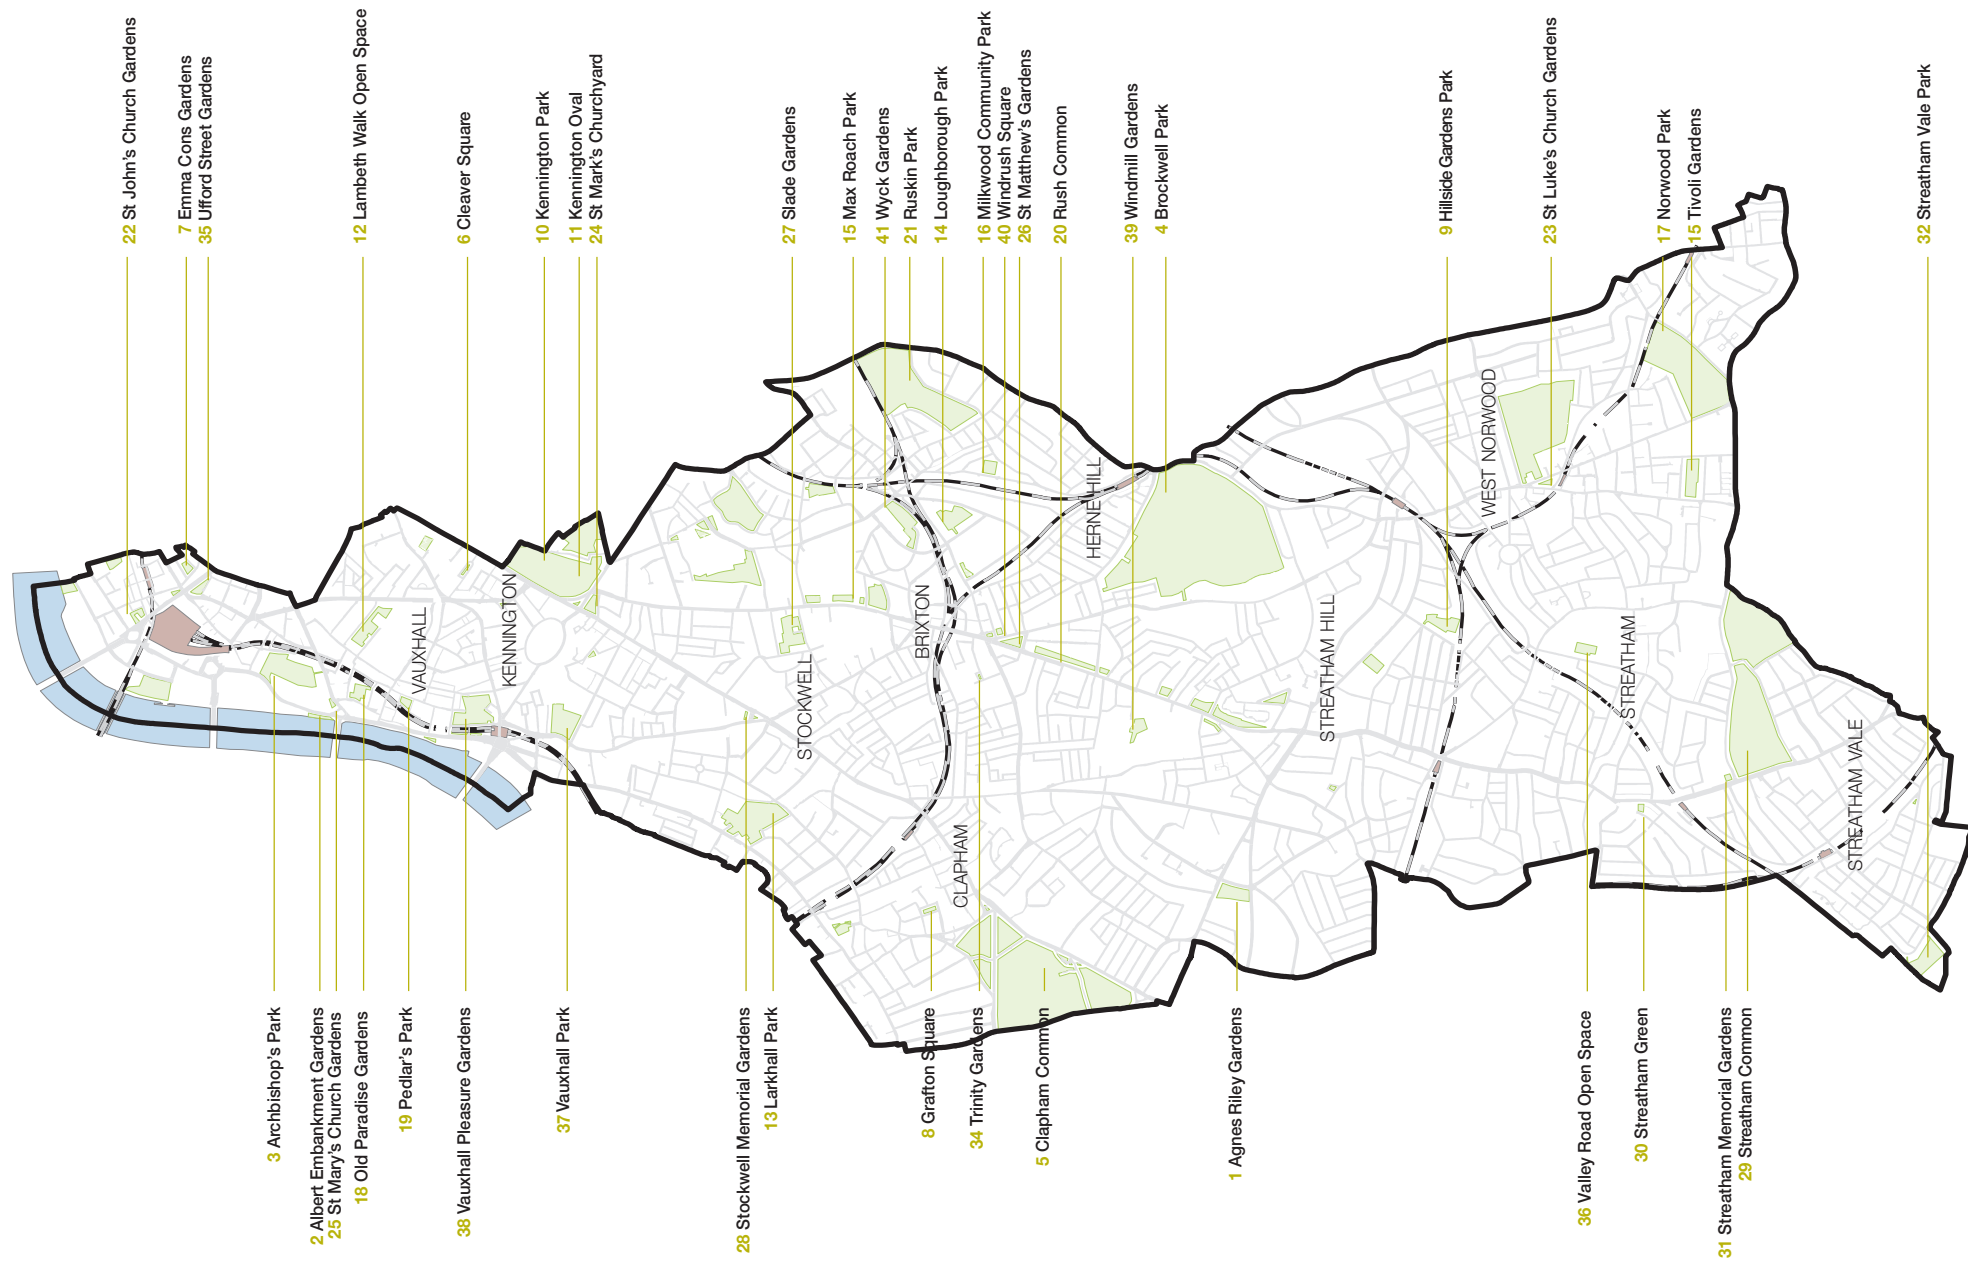 22 St John's Church Gardens
7 Emma Cons Gardens
35 Ufford Street Gardens
12 Lambeth Walk Open Space
6 Cleaver Square
10 Kennington Park
11 Kennington Oval
24 St Mark's Churchyard
27 Slade Gardens
15 Max Roach Park
41 Wyck Gardens
21 Ruskin Park
14 Loughborough Park
16 Milkwood Community Park
40 Windrush Square
26 St Matthew's Gardens
20 Rush Common
39 Windmill Gardens
4 Brockwell Park
9 Hillside Gardens Park
23 St Luke's Church Gardens
17 Norwood Park
15 Tivoli Gardens
32 Streatham Vale Park
VAUXHALL
KENNINGTON
STOCKWELL
BRIXTON
CLAPHAM
HERNE HILL
STREATHAM HILL
WEST NORWOOD
STREATHAM
STREATHAM VALE
3 Archbishop's Park
2 Albert Embankment Gardens
25 St Mary's Church Gardens
18 Old Paradise Gardens
19 Pedlar's Park
38 Vauxhall Pleasure Gardens
37 Vauxhall Park
28 Stockwell Memorial Gardens
13 Larkhall Park
8 Grafton Square
34 Trinity Gardens
5 Clapham Common
1 Agnes Riley Gardens
36 Valley Road Open Space
30 Streatham Green
31 Streatham Memorial Gardens
29 Streatham Common